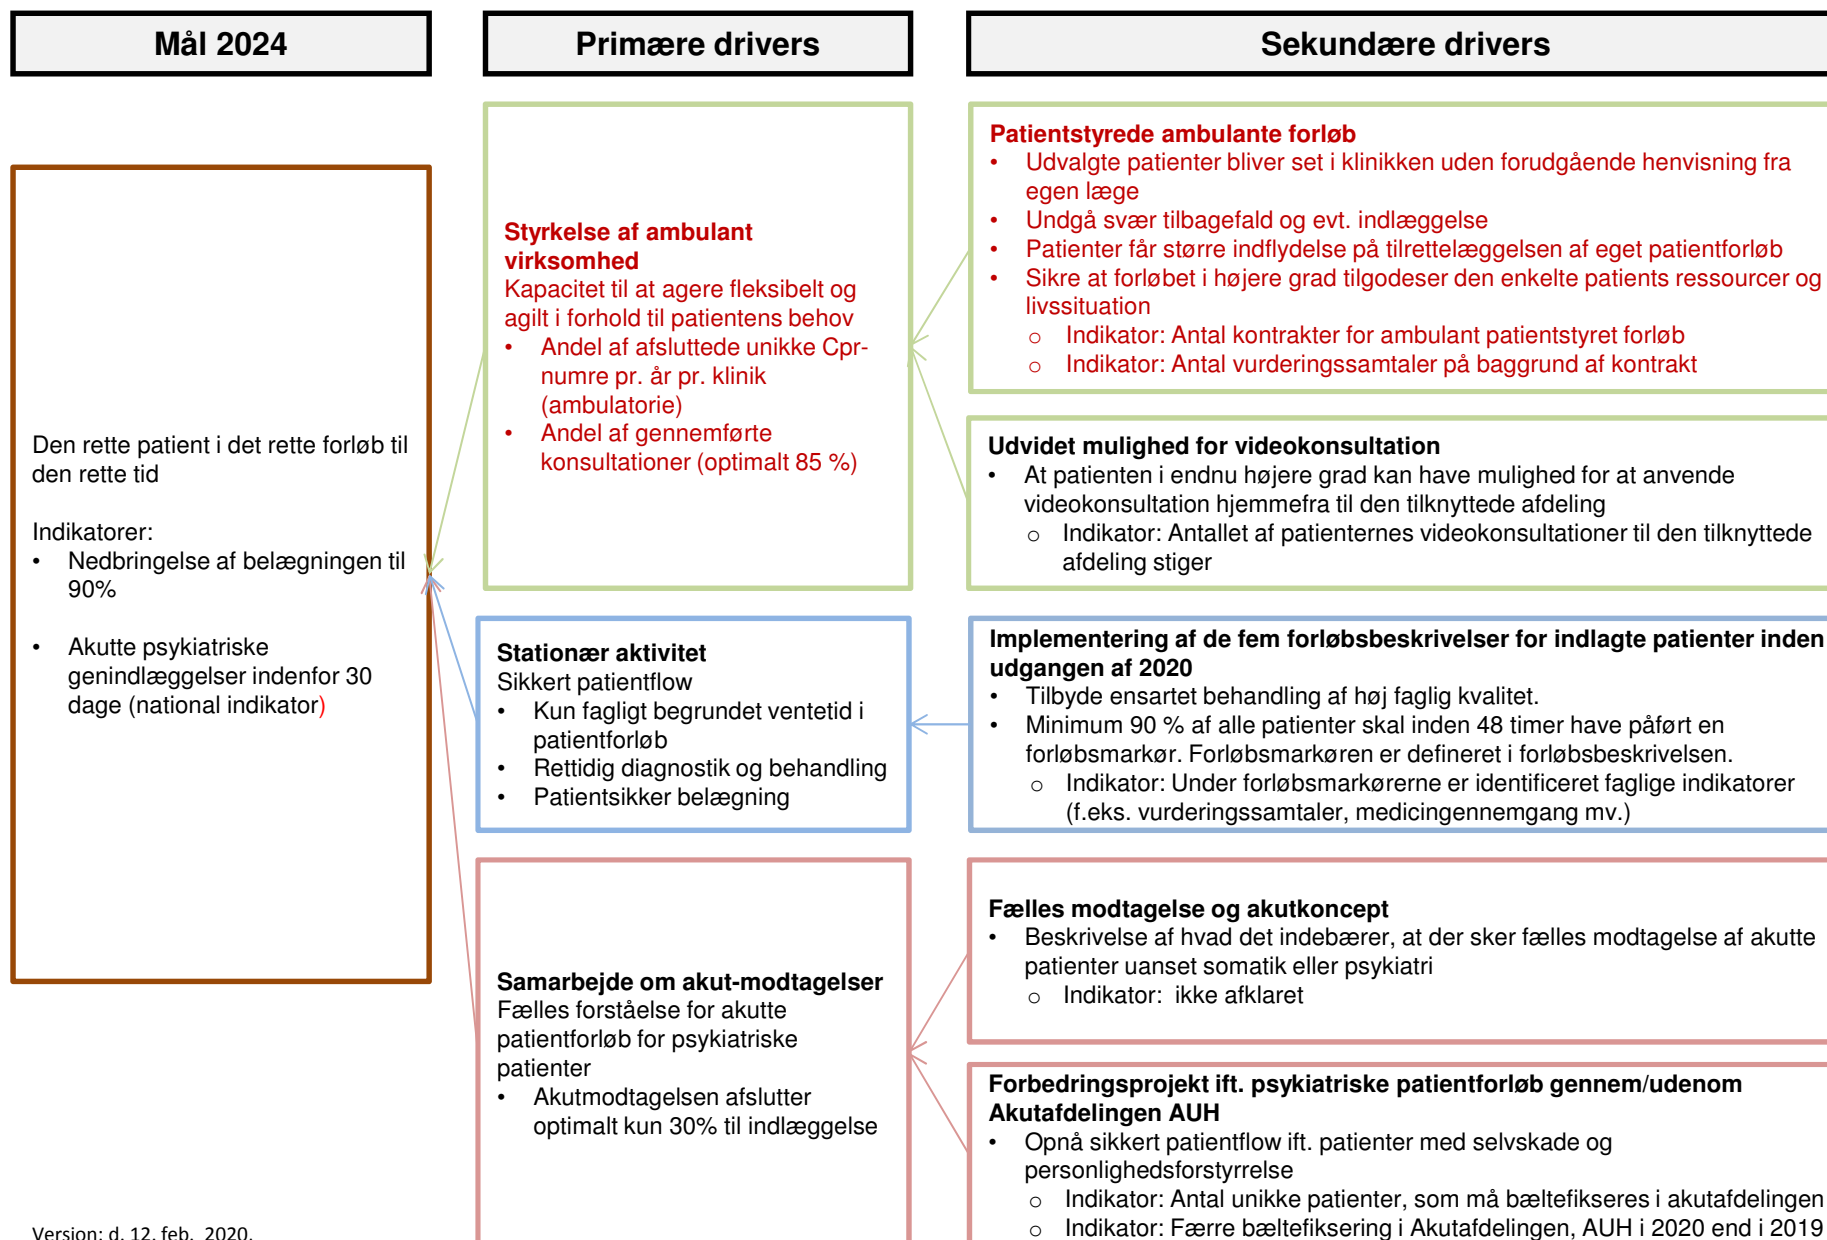 Mål 2024
Primære drivers
Sekundære drivers
Den rette patient i det rette forløb til
den rette tid
Indikatorer:
• Nedbringelse af belægningen til
90%
• Akutte psykiatriske
genindlæggelser indenfor 30
dage (national indikator)
Styrkelse af ambulant
virksomhed
Kapacitet til at agere fleksibelt og
agilt i forhold til patientens behov
• Andel af afsluttede unikke Cpr-
numre pr. år pr. klinik
(ambulatorie)
• Andel af gennemførte
konsultationer (optimalt 85 %)
Stationær aktivitet
Sikkert patientflow
• Kun fagligt begrundet ventetid i
patientforløb
• Rettidig diagnostik og behandling
• Patientsikker belægning
Samarbejde om akut-modtagelser
Fælles forståelse for akutte
patientforløb for psykiatriske
patienter
• Akutmodtagelsen afslutter
optimalt kun 30% til indlæggelse
Patientstyrede ambulante forløb
• Udvalgte patienter bliver set i klinikken uden forudgående henvisning fra
egen læge
• Undgå svær tilbagefald og evt. indlæggelse
• Patienter får større indflydelse på tilrettelæggelsen af eget patientforløb
• Sikre at forløbet i højere grad tilgodeser den enkelte patients ressourcer og
livssituation
o Indikator: Antal kontrakter for ambulant patientstyret forløb
o Indikator: Antal vurderingssamtaler på baggrund af kontrakt
Udvidet mulighed for videokonsultation
• At patienten i endnu højere grad kan have mulighed for at anvende
videokonsultation hjemmefra til den tilknyttede afdeling
o Indikator: Antallet af patienternes videokonsultationer til den tilknyttede
afdeling stiger
Implementering af de fem forløbsbeskrivelser for indlagte patienter inden
udgangen af 2020
• Tilbyde ensartet behandling af høj faglig kvalitet.
• Minimum 90 % af alle patienter skal inden 48 timer have påført en
forløbsmarkør. Forløbsmarkøren er defineret i forløbsbeskrivelsen.
o Indikator: Under forløbsmarkørerne er identificeret faglige indikatorer
(f.eks. vurderingssamtaler, medicingennemgang mv.)
Fælles modtagelse og akutkoncept
• Beskrivelse af hvad det indebærer, at der sker fælles modtagelse af akutte
patienter uanset somatik eller psykiatri
o Indikator: ikke afklaret
Forbedringsprojekt ift. psykiatriske patientforløb gennem/udenom
Akutafdelingen AUH
• Opnå sikkert patientflow ift. patienter med selvskade og
personlighedsforstyrrelse
o Indikator: Antal unikke patienter, som må bæltefikseres i akutafdelingen
o Indikator: Færre bæltefiksering i Akutafdelingen, AUH i 2020 end i 2019
Version: d. 12. feb. 2020.